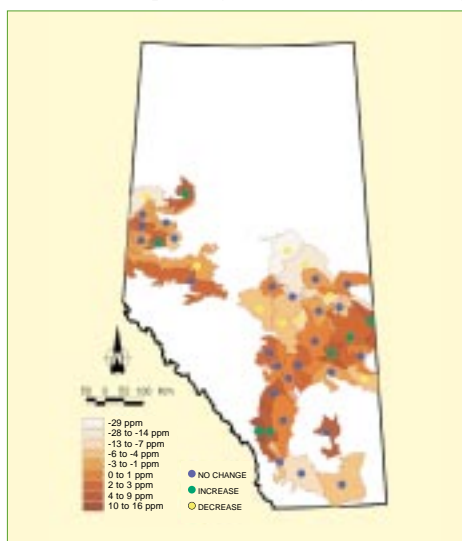 50 0 50 100 Km
-29 ppm
-28 to -14 ppm
-13 to -7 ppm
-6 to -4 ppm
-3 to -1 ppm
0 to 1 ppm
2 to 3 ppm
4 to 9 ppm
10 to 16 ppm
NO CHANGE
INCREASE
DECREASE